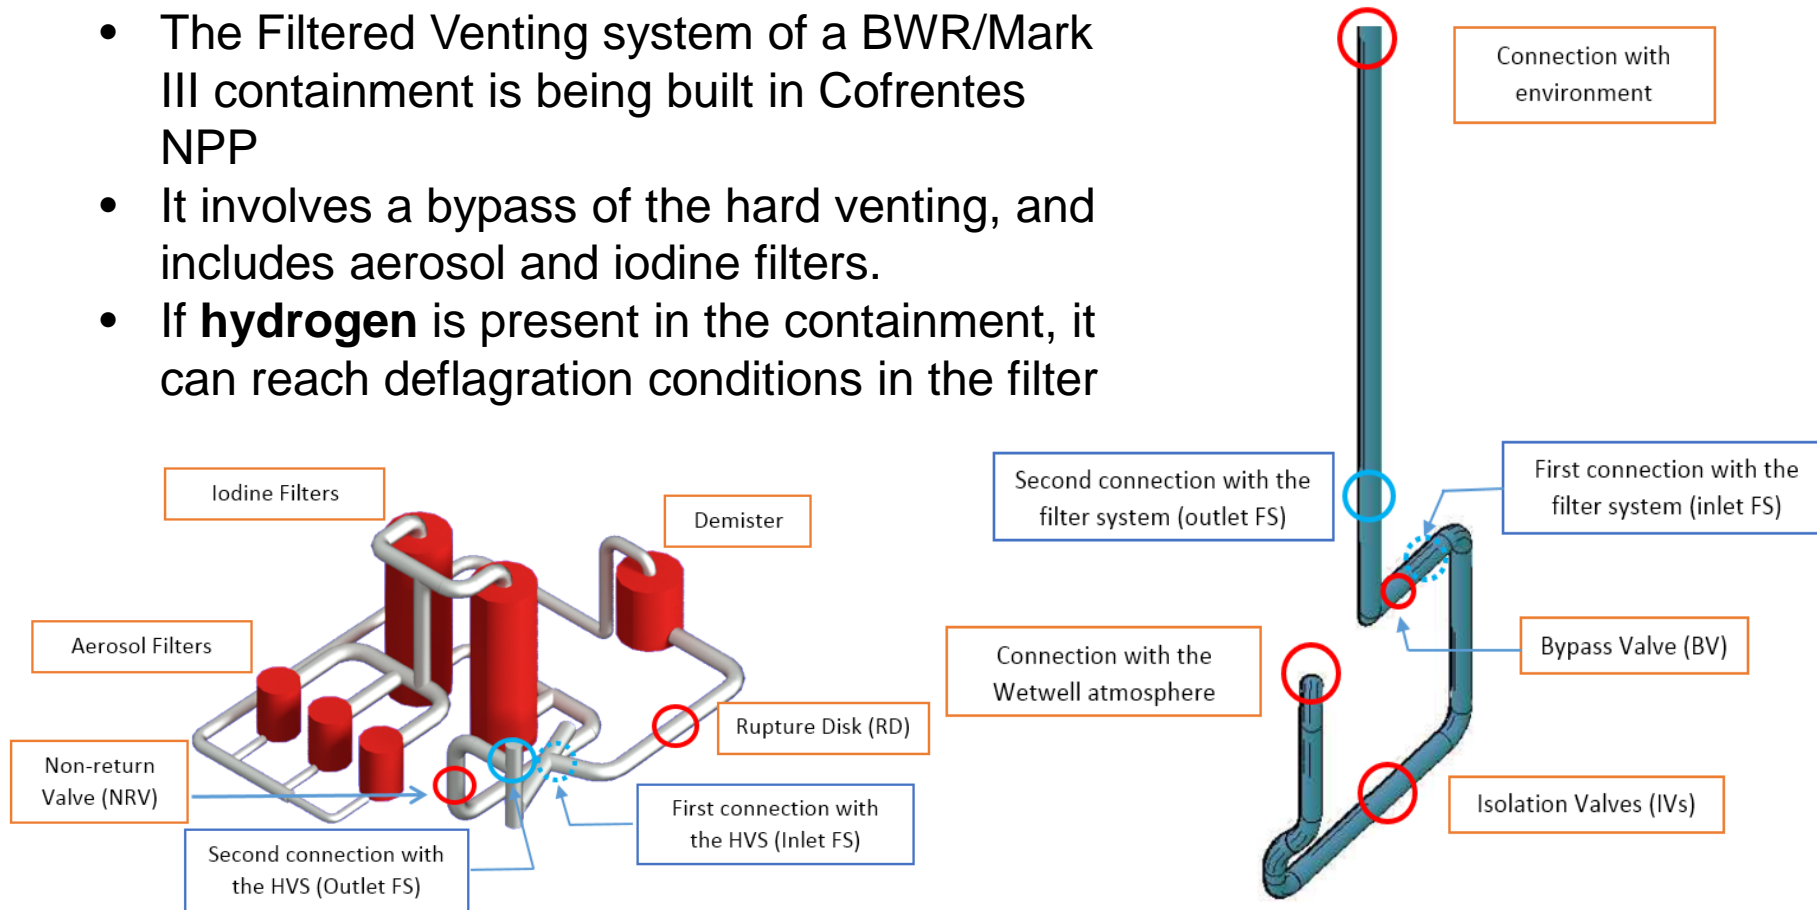 • The Filtered Venting system of a BWR/Mark
III containment is being built in Cofrentes
NPP
• It involves a bypass of the hard venting, and
includes aerosol and iodine filters.
• If hydrogen is present in the containment, it
can reach deflagration conditions in the filter
Iodine Filters
Demister
Aerosol Filters
Rupture Disk (RD)
Non-return
Valve (NRV)
First connection with
the HVS (Inlet FS)
Second connection with
the HVS (Outlet FS)
Connection with
environment
Second connection with the
filter system (outlet FS)
First connection with the
filter system (inlet FS)
Connection with the
Wetwell atmosphere
Bypass Valve (BV)
Isolation Valves (IVs)